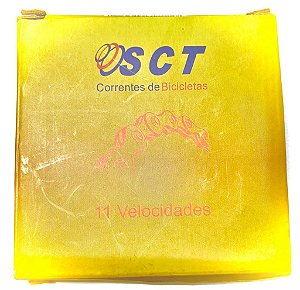 SCT
Correntes de Bicicletas
11 Velocidades